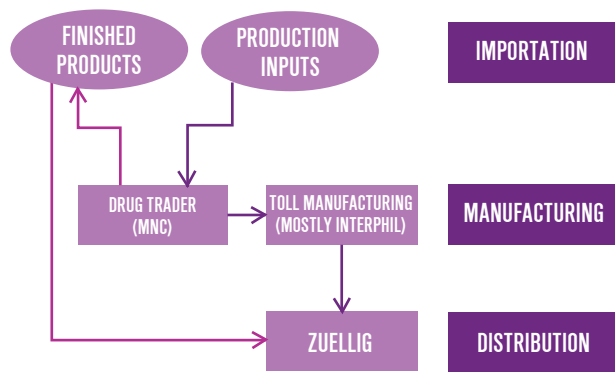 FINISHED
PRODUCTS
PRODUCTION
INPUTS
IMPORTATION
DRUG TRADER
(MNC)
TOLL MANUFACTURING
(MOSTLY INTERPHIL)
MANUFACTURING
ZUELLIG
DISTRIBUTION